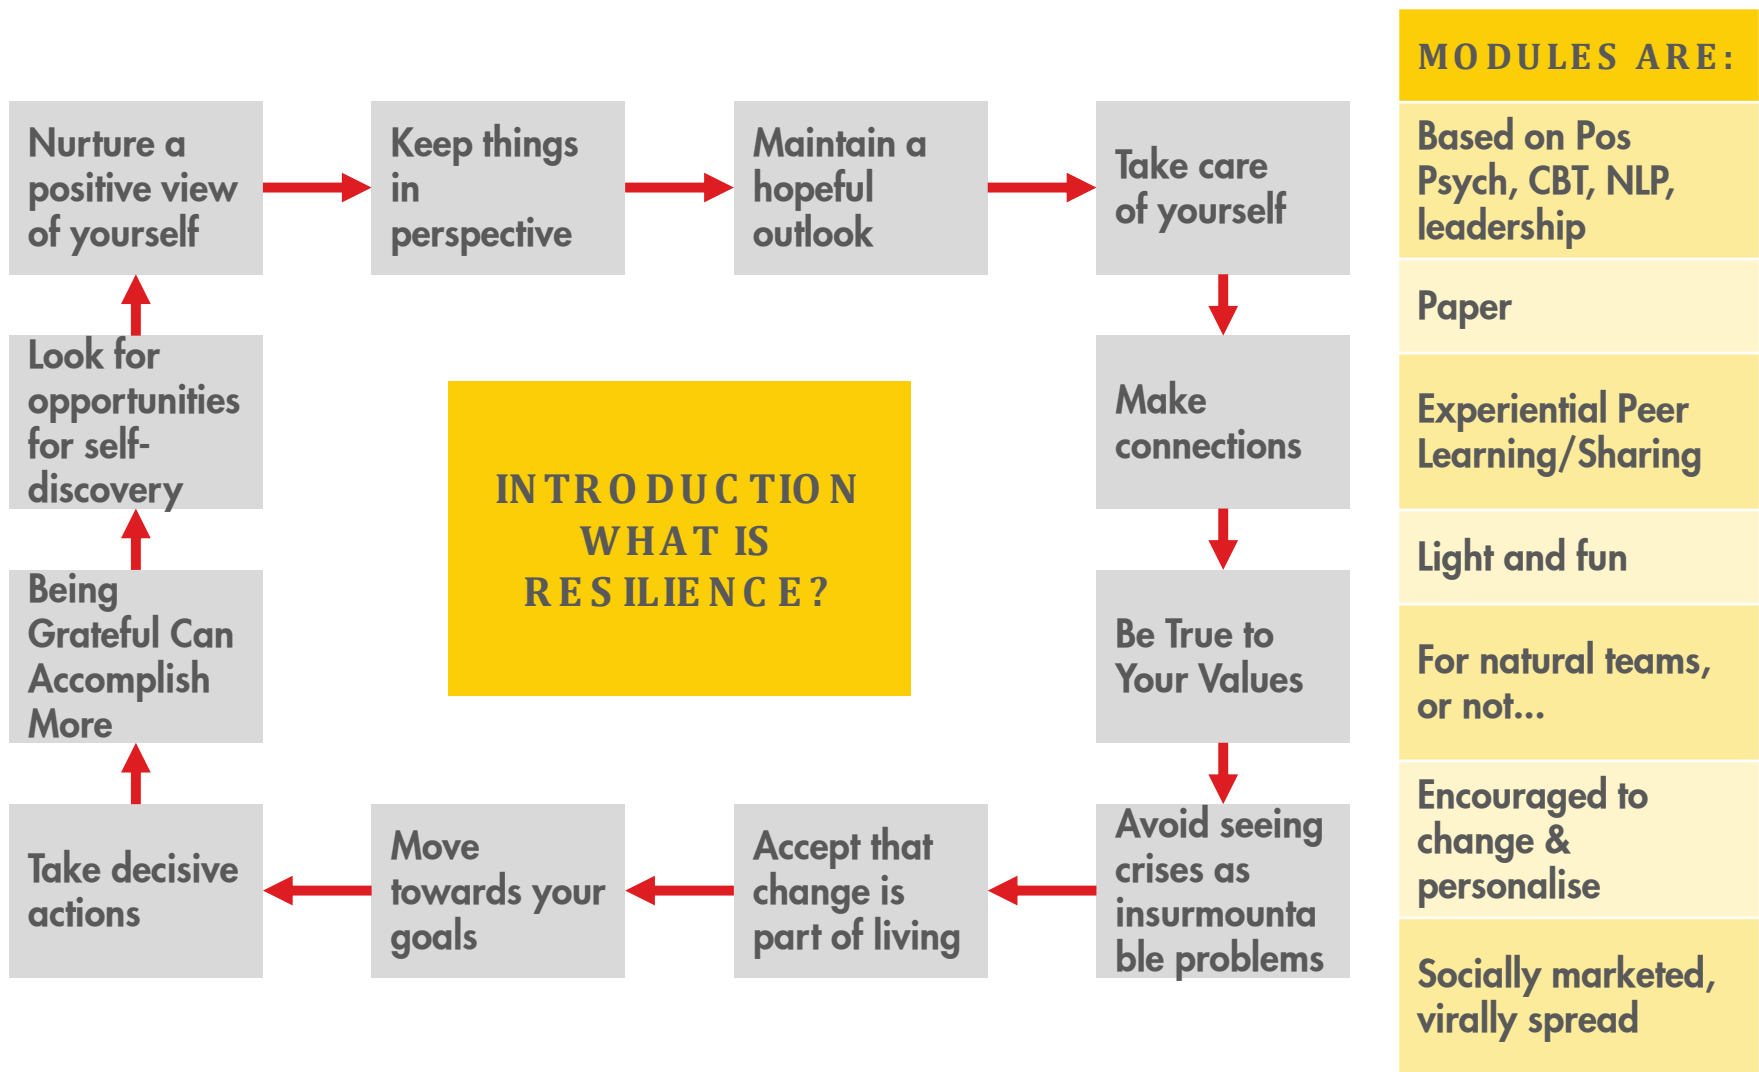 Nurture a
positive view
of yourself
Keep things
in
perspective
Maintain a
hopeful
outlook
Take care
of yourself
Make
connections
Be True to
Your Values
Avoid seeing
crises as
insurmounta
ble problems
Accept that
change is
part of living
Move
towards your
goals
Take decisive
actions
Being
Grateful Can
Accomplish
More
Look for
opportunities
for self-
discovery
INTRODUCTION
WHAT IS
RESILIENCE?
MODULES ARE:
Based on Pos
Psych, CBT, NLP,
leadership
Paper
Experiential Peer
Learning/Sharing
Light and fun
For natural teams,
or not...
Encouraged to
change &
personalise
Socially marketed,
virally spread